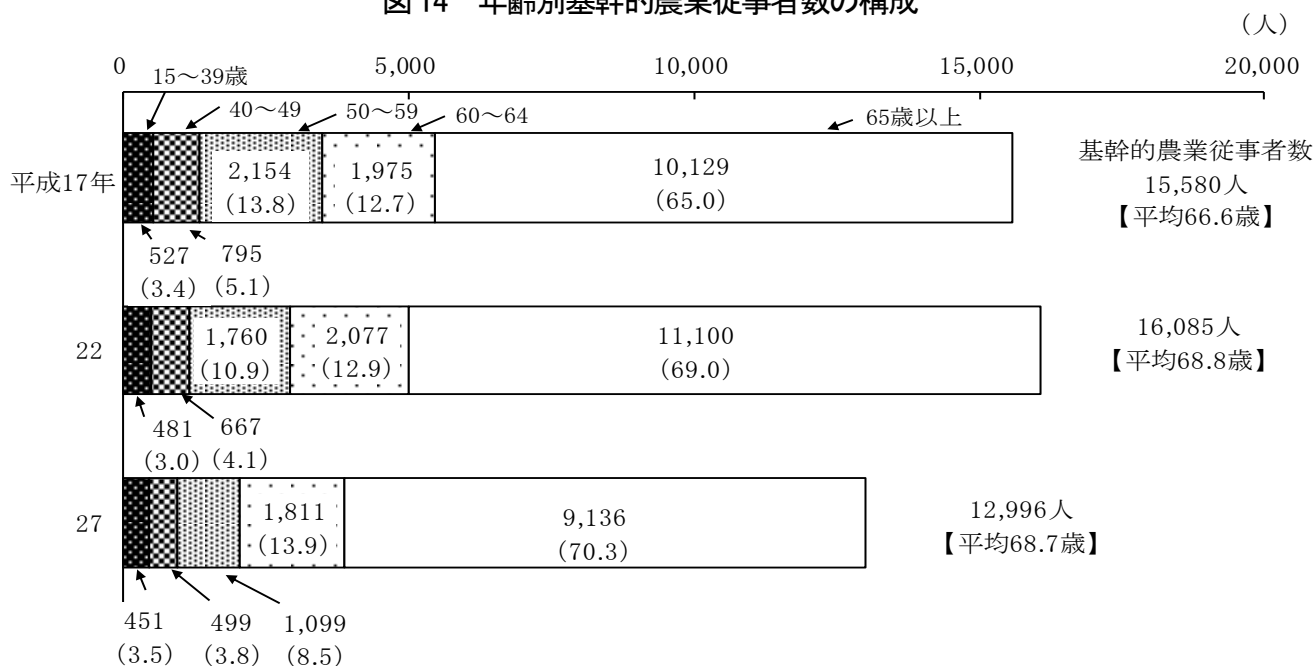 図14 年齢別基幹的農業従事者数の構成
（人）
0 5,000 10,000 15,000 20,000
15～39歳
40～49 50～59 60～64 65歳以上
平成17年
2,154 1,975 10,129
(13.8) (12.7) (65.0)
基幹的農業従事者数
15,580人
【平均66.6歳】
527 795
(3.4) (5.1)
22
1,760 2,077 11,100
(10.9) (12.9) (69.0)
16,085人
【平均68.8歳】
481 667
(3.0) (4.1)
27
1,811 9,136
(13.9) (70.3)
12,996人
【平均68.7歳】
451 499 1,099
(3.5) (3.8) (8.5)